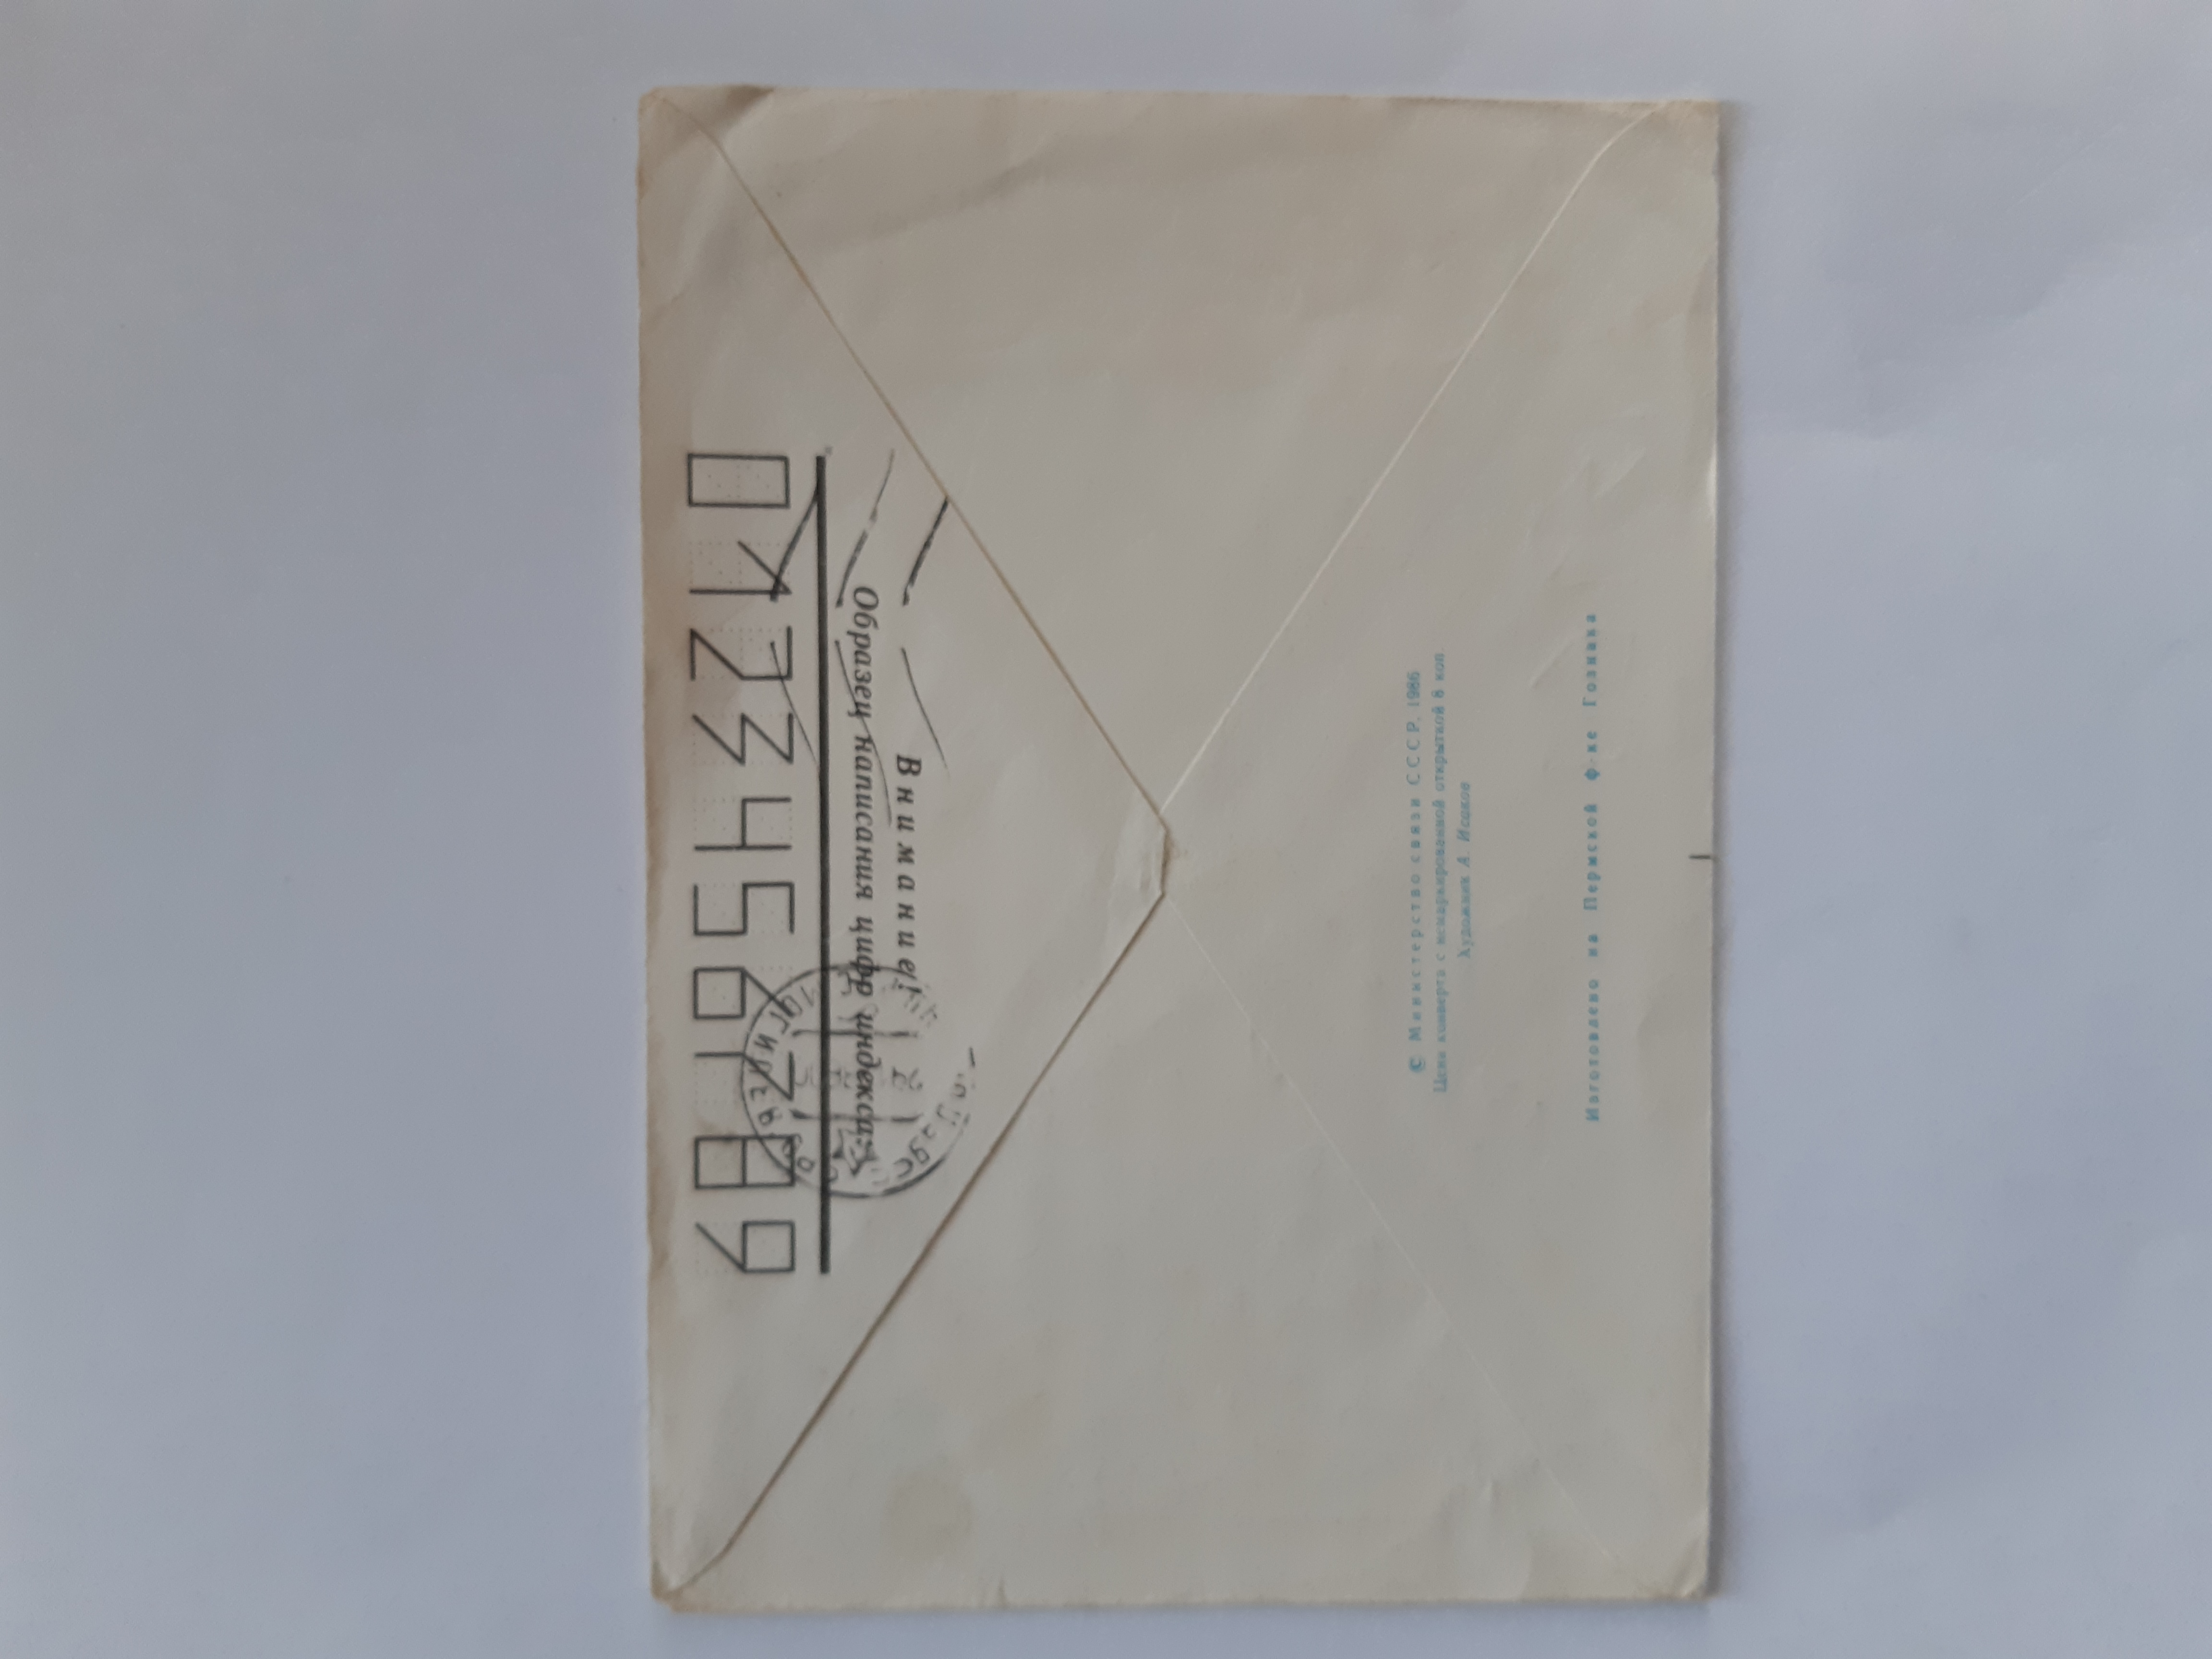 Внимание!
Образец написания цифр индекса:
0123456789
© Министерство связи СССР, 1986
Цена конверта с немаркированной открыткой 8 коп.
Художник А. Исаков
Изготовлено на Пермской ф-ке Гознака